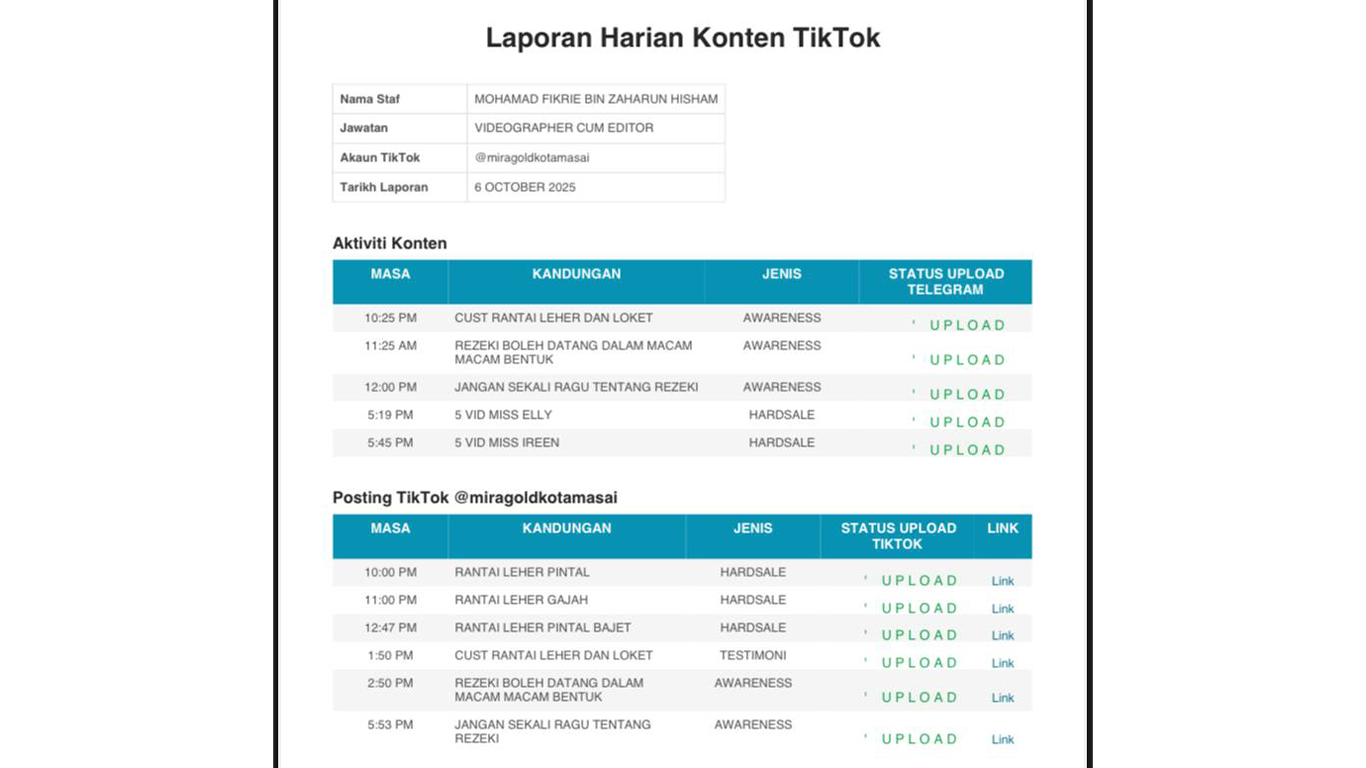 Laporan Harian Konten TikTok
Nama Staf MOHAMAD FIKRIE BIN ZAHARUN HISHAM
Jawatan VIDEOGRAPHER CUM EDITOR
Akaun TikTok @miragoldkotamasai
Tarikh Laporan 6 OCTOBER 2025
Aktiviti Konten
MASA KANDUNGAN JENIS STATUS UPLOAD TELEGRAM
10:25 PM CUST RANTAI LEHER DAN LOKET AWARENESS ' UPLOAD
11:25 AM REZEKI BOLEH DATANG DALAM MACAM MACAM BENTUK AWARENESS ' UPLOAD
12:00 PM JANGAN SEKALI RAGU TENTANG REZEKI AWARENESS ' UPLOAD
5:19 PM 5 VID MISS ELLY HARDSALE ' UPLOAD
5:45 PM 5 VID MISS IREEN HARDSALE ' UPLOAD
Posting TikTok @miragoldkotamasai
MASA KANDUNGAN JENIS STATUS UPLOAD TIKTOK LINK
10:00 PM RANTAI LEHER PINTAL HARDSALE ' UPLOAD Link
11:00 PM RANTAI LEHER GAJAH HARDSALE ' UPLOAD Link
12:47 PM RANTAI LEHER PINTAL BAJET HARDSALE ' UPLOAD Link
1:50 PM CUST RANTAI LEHER DAN LOKET TESTIMONI ' UPLOAD Link
2:50 PM REZEKI BOLEH DATANG DALAM MACAM MACAM BENTUK AWARENESS ' UPLOAD Link
5:53 PM JANGAN SEKALI RAGU TENTANG REZEKI AWARENESS ' UPLOAD Link